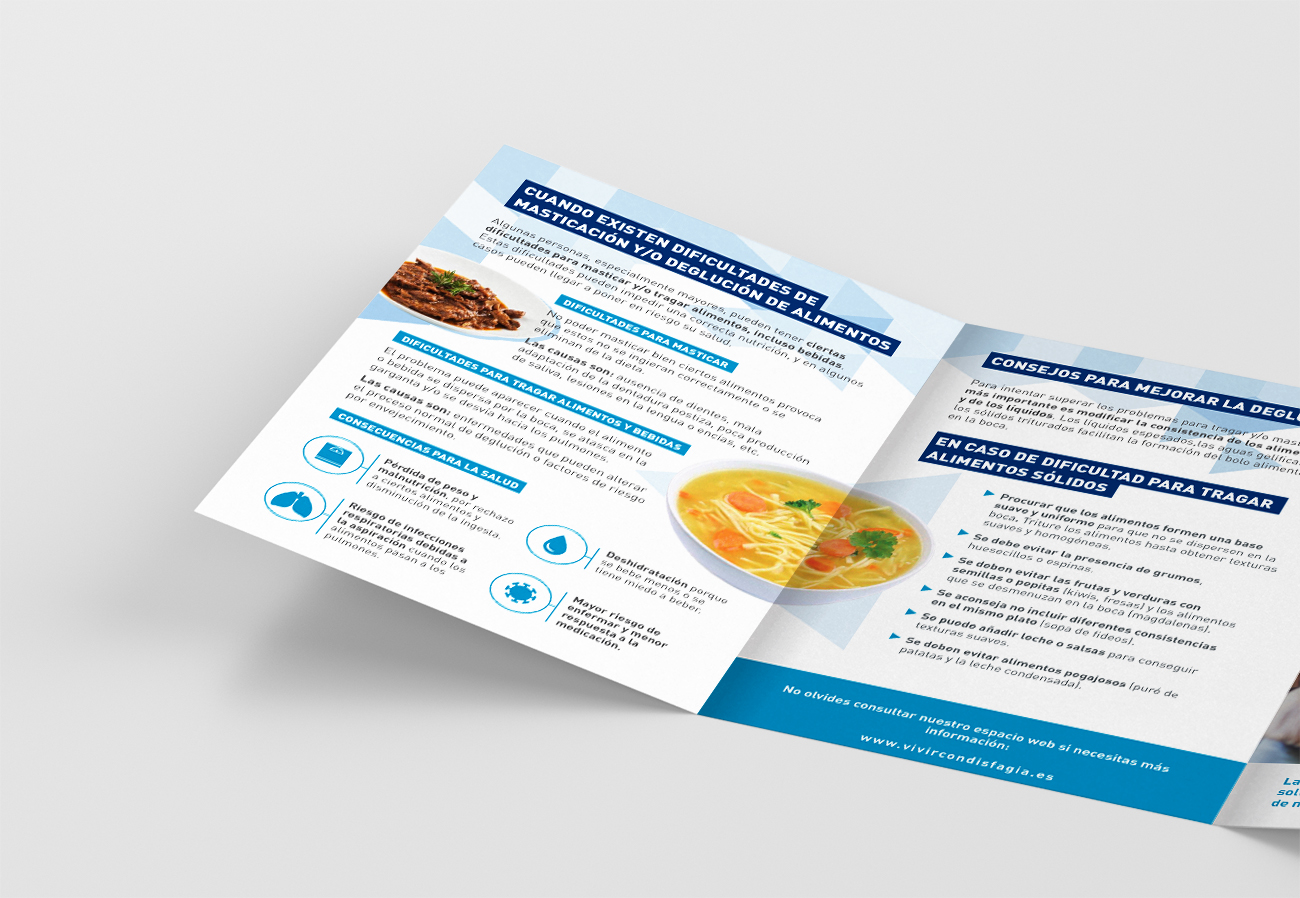 CUANDO EXISTEN DIFICULTADES DE
MASTICACIÓN Y/O DEGLUCIÓN DE ALIMENTOS
Algunas personas, especialmente mayores, pueden tener ciertas
dificultades para masticar y/o tragar alimentos, incluso bebidas.
Estas dificultades pueden impedir una correcta nutrición, y en algunos
casos pueden llegar a poner en riesgo su salud.
DIFICULTADES PARA MASTICAR
No poder masticar bien ciertos alimentos provoca
que estos no se ingieran correctamente o se
eliminan de la dieta.
Las causas son: ausencia de dientes, mala
adaptación de la dentadura postiza, poca producción
de saliva, lesiones en la lengua o encías, etc.
DIFICULTADES PARA TRAGAR ALIMENTOS Y BEBIDAS
El problema puede aparecer cuando el alimento
o bebida se dispersa por la boca, se atasca en la
garganta y/o se desvía hacia los pulmones.
Las causas son: enfermedades que pueden alterar
el proceso normal de deglución o factores de riesgo
por envejecimiento.
CONSECUENCIAS PARA LA SALUD
Pérdida de peso y
malnutrición, por rechazo
a ciertos alimentos y
disminución de la ingesta.
Riesgo de infecciones
respiratorias debidas a
la aspiración cuando los
alimentos pasan a los
pulmones.
Deshidratación porque
se bebe menos o se
tiene miedo a beber.
Mayor riesgo de
enfermar y menor
respuesta a la
medicación.
CONSEJOS PARA MEJORAR LA DEGLU
Para intentar superar los problemas para tragar y/o mast
más importante es modificar la consistencia de los alime
y de los líquidos. Los líquidos espesados, las aguas gelifica
los sólidos triturados facilitan la formación del bolo aliment
en la boca.
EN CASO DE DIFICULTAD PARA TRAGAR
ALIMENTOS SÓLIDOS
Procurar que los alimentos formen una base
suave y uniforme para que no se dispersen en la
boca. Triture los alimentos hasta obtener texturas
suaves y homogéneas.
Se debe evitar la presencia de grumos,
huesecillos o espinas.
Se deben evitar las frutas y verduras con
semillas o pepitas (kiwis, fresas) y los alimentos
que se desmenuzan en la boca (magdalenas).
Se aconseja no incluir diferentes consistencias
en el mismo plato (sopa de fideos).
Se puede añadir leche o salsas para conseguir
texturas suaves.
Se deben evitar alimentos pegajosos (puré de
patatas y la leche condensada).
No olvides consultar nuestro espacio web si necesitas más
información:
www.vivircondisfagia.es
La
sol
de n